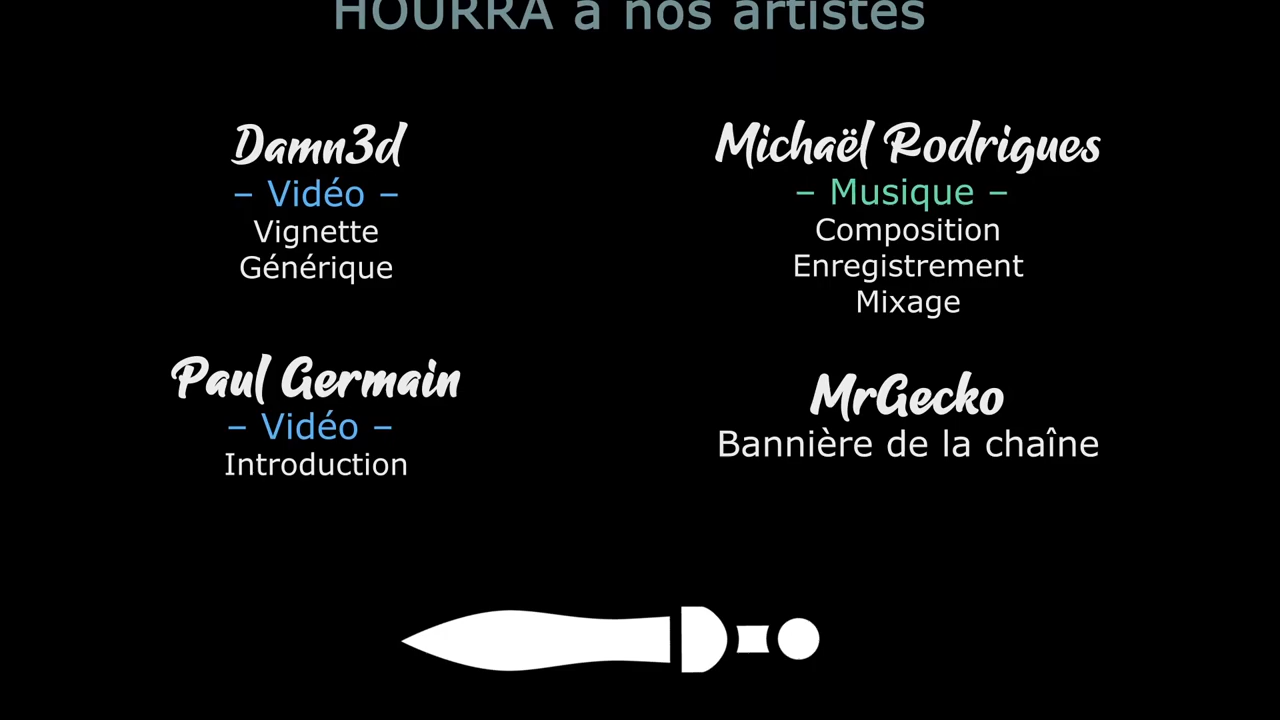 HOURRA à nos artistes
Damn3d
– Vidéo –
Vignette
Générique
Michaël Rodrigues
– Musique –
Composition
Enregistrement
Mixage
Paul Germain
– Vidéo –
Introduction
MrGecko
Bannière de la chaîne